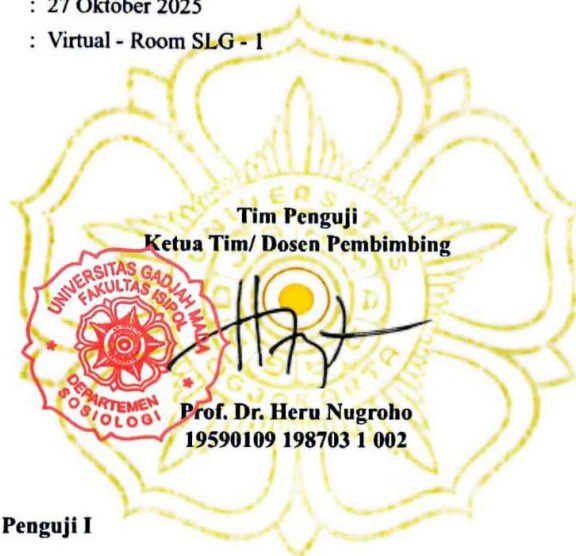 : 27 Oktober 2025
: Virtual - Room SLG - 1
Tim Penguji
Ketua Tim/ Dosen Pembimbing
UNIVERSITAS GADJAH MADA
FAKULTAS ISIPOL
DEPARTEMEN
SOSIOLOGI
Prof. Dr. Heru Nugroho
19590109 198703 1 002
Penguji I